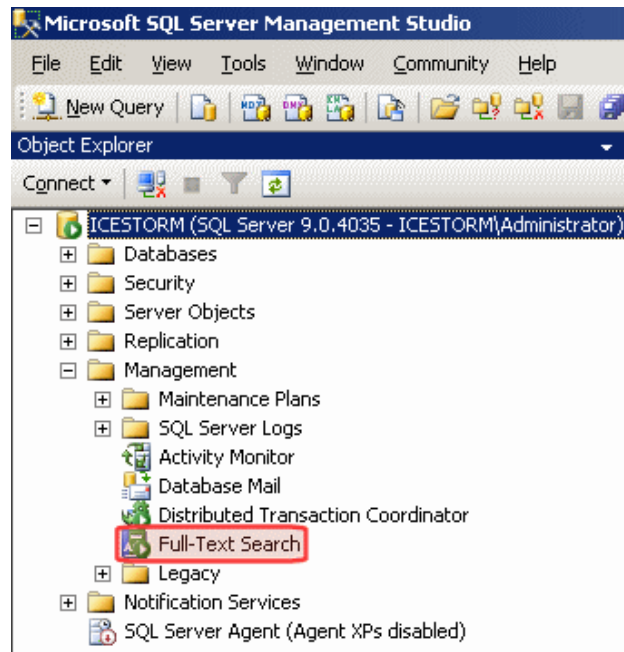 Microsoft SQL Server Management Studio
File Edit View Tools Window Community Help
New Query
Object Explorer
Connect
ICESTORM (SQL Server 9.0.4035 - ICESTORM\Administrator)
Databases
Security
Server Objects
Replication
Management
Maintenance Plans
SQL Server Logs
Activity Monitor
Database Mail
Distributed Transaction Coordinator
Full-Text Search
Legacy
Notification Services
SQL Server Agent (Agent XPs disabled)